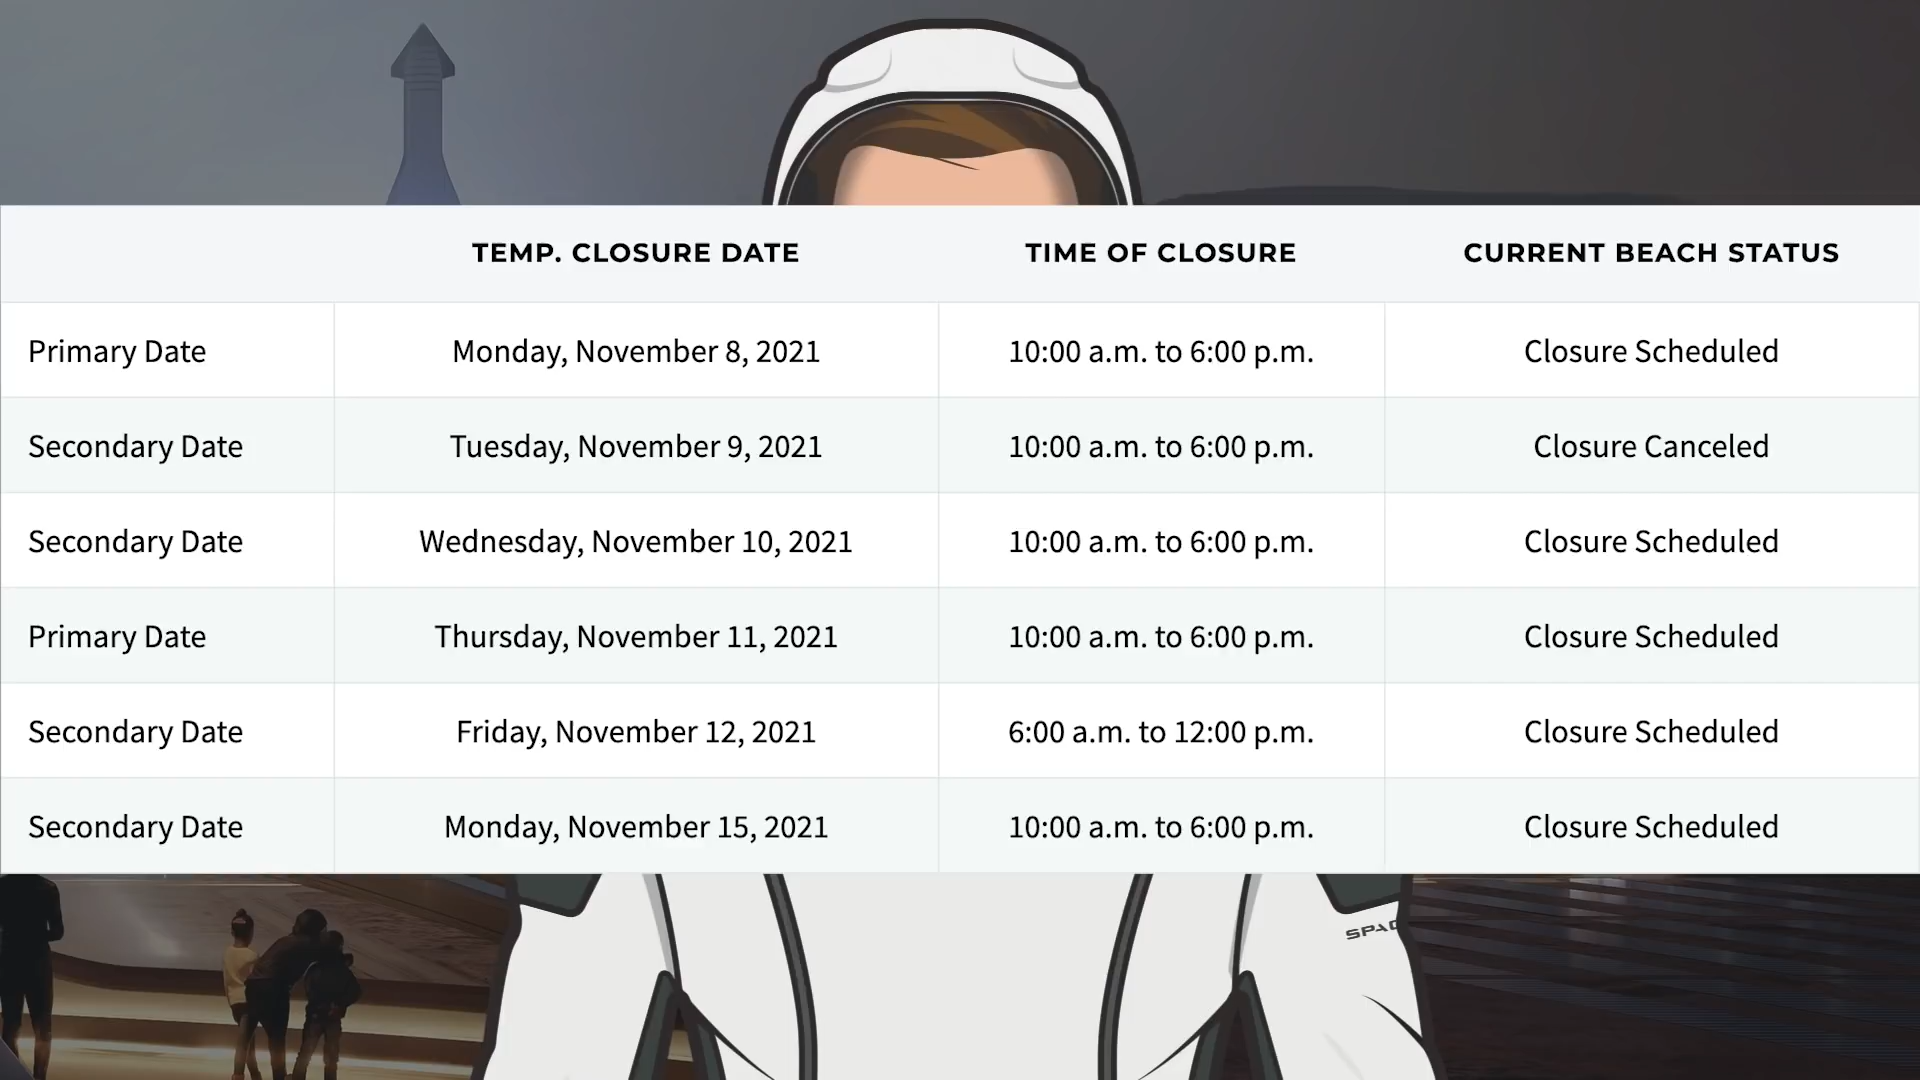 TEMP. CLOSURE DATE TIME OF CLOSURE CURRENT BEACH STATUS
Primary Date Monday, November 8, 2021 10:00 a.m. to 6:00 p.m. Closure Scheduled
Secondary Date Tuesday, November 9, 2021 10:00 a.m. to 6:00 p.m. Closure Canceled
Secondary Date Wednesday, November 10, 2021 10:00 a.m. to 6:00 p.m. Closure Scheduled
Primary Date Thursday, November 11, 2021 10:00 a.m. to 6:00 p.m. Closure Scheduled
Secondary Date Friday, November 12, 2021 6:00 a.m. to 12:00 p.m. Closure Scheduled
Secondary Date Monday, November 15, 2021 10:00 a.m. to 6:00 p.m. Closure Scheduled
SPAC